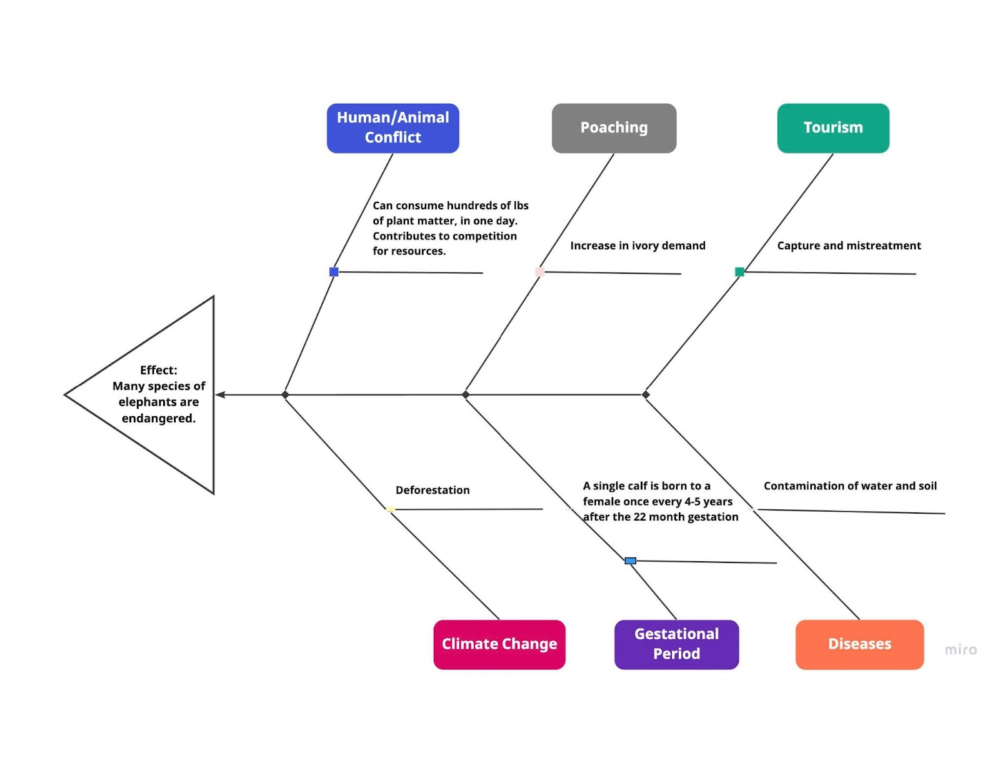 Human/Animal
Conflict
Poaching
Tourism
Can consume hundreds of lbs
of plant matter, in one day.
Contributes to competition
for resources.
Increase in ivory demand
Capture and mistreatment
Effect:
Many species of
elephants are
endangered.
Deforestation
A single calf is born to a
female once every 4-5 years
after the 22 month gestation
Contamination of water and soil
Climate Change
Gestational
Period
Diseases
miro